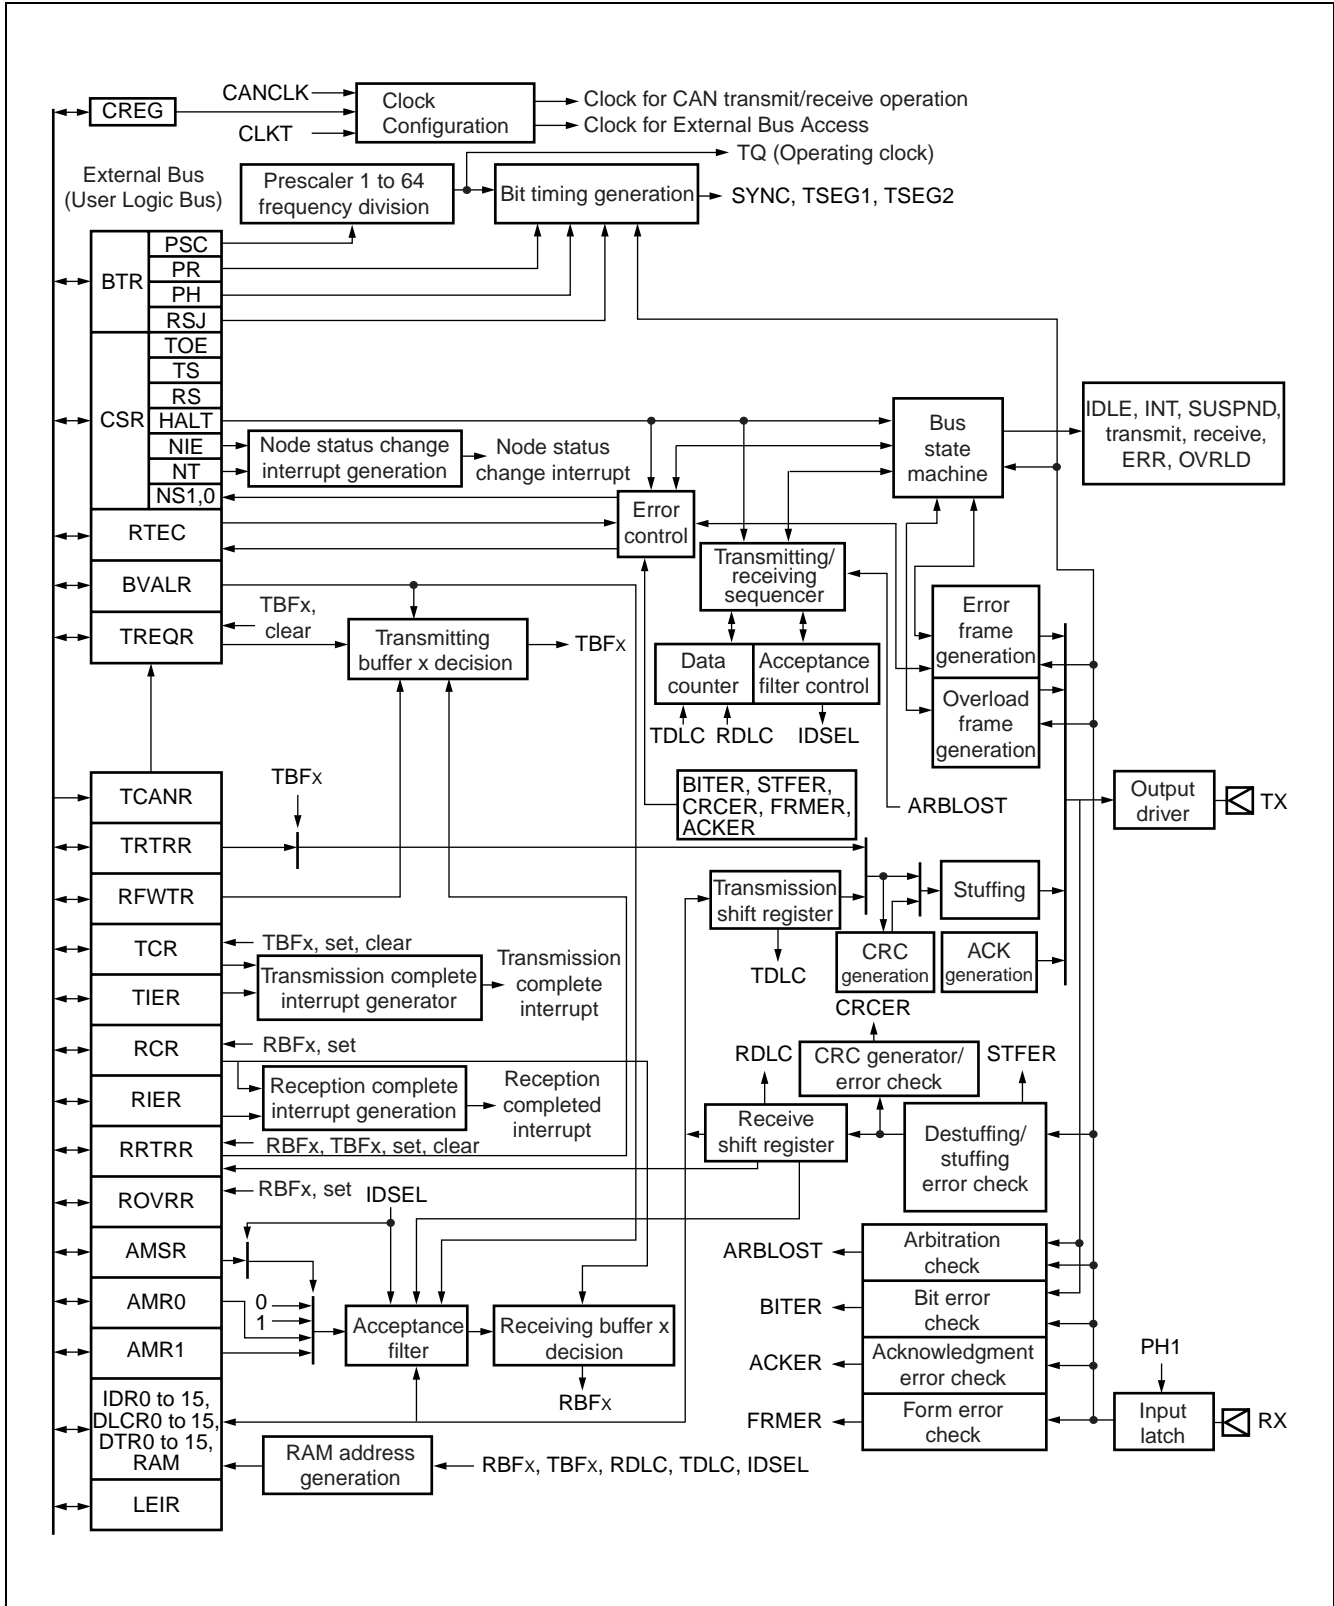 CREG
CANCLK
CLKT
Clock
Configuration
Clock for CAN transmit/receive operation
Clock for External Bus Access
TQ (Operating clock)
External Bus
(User Logic Bus)
Prescaler 1 to 64
frequency division
Bit timing generation
SYNC, TSEG1, TSEG2
BTR
PSC
PR
PH
RSJ
CSR
TOE
TS
RS
HALT
NIE
NT
NS1,0
Node status change
interrupt generation
Node status
change interrupt
Bus
state
machine
IDLE, INT, SUSPND,
transmit, receive,
ERR, OVRLD
Error
control
RTEC
BVALR
TREQR
TBFx,
clear
Transmitting
buffer x decision
TBFx
Transmitting/
receiving
sequencer
Data
counter
Acceptance
filter control
TDLC
RDLC
IDSEL
Error
frame
generation
Overload
frame
generation
TCANR
TRTRR
RFWTR
TCR
TIER
RCR
RIER
RRTRR
ROVRR
AMSR
AMR0
AMR1
IDR0 to 15,
DLCR0 to 15,
DTR0 to 15,
RAM
LEIR
TBFx
BITER, STFER,
CRCER, FRMER,
ACKER
ARBLOST
Output
driver
TX
Transmission
shift register
TDLC
Stuffing
CRC
generation
ACK
generation
TBFx, set, clear
Transmission complete
interrupt generator
Transmission
complete
interrupt
RBFx, set
Reception complete
interrupt generation
Reception
completed
interrupt
RBFx, TBFx, set, clear
RBFx, set
IDSEL
CRCER
RDLC
CRC generator/
error check
STFER
Receive
shift register
Destuffing/
stuffing
error check
0
1
Acceptance
filter
Receiving buffer x
decision
RBFx
ARBLOST
Arbitration
check
BITER
Bit error
check
ACKER
Acknowledgment
error check
FRMER
Form error
check
PH1
Input
latch
RX
RAM address
generation
RBFx, TBFx, RDLC, TDLC, IDSEL